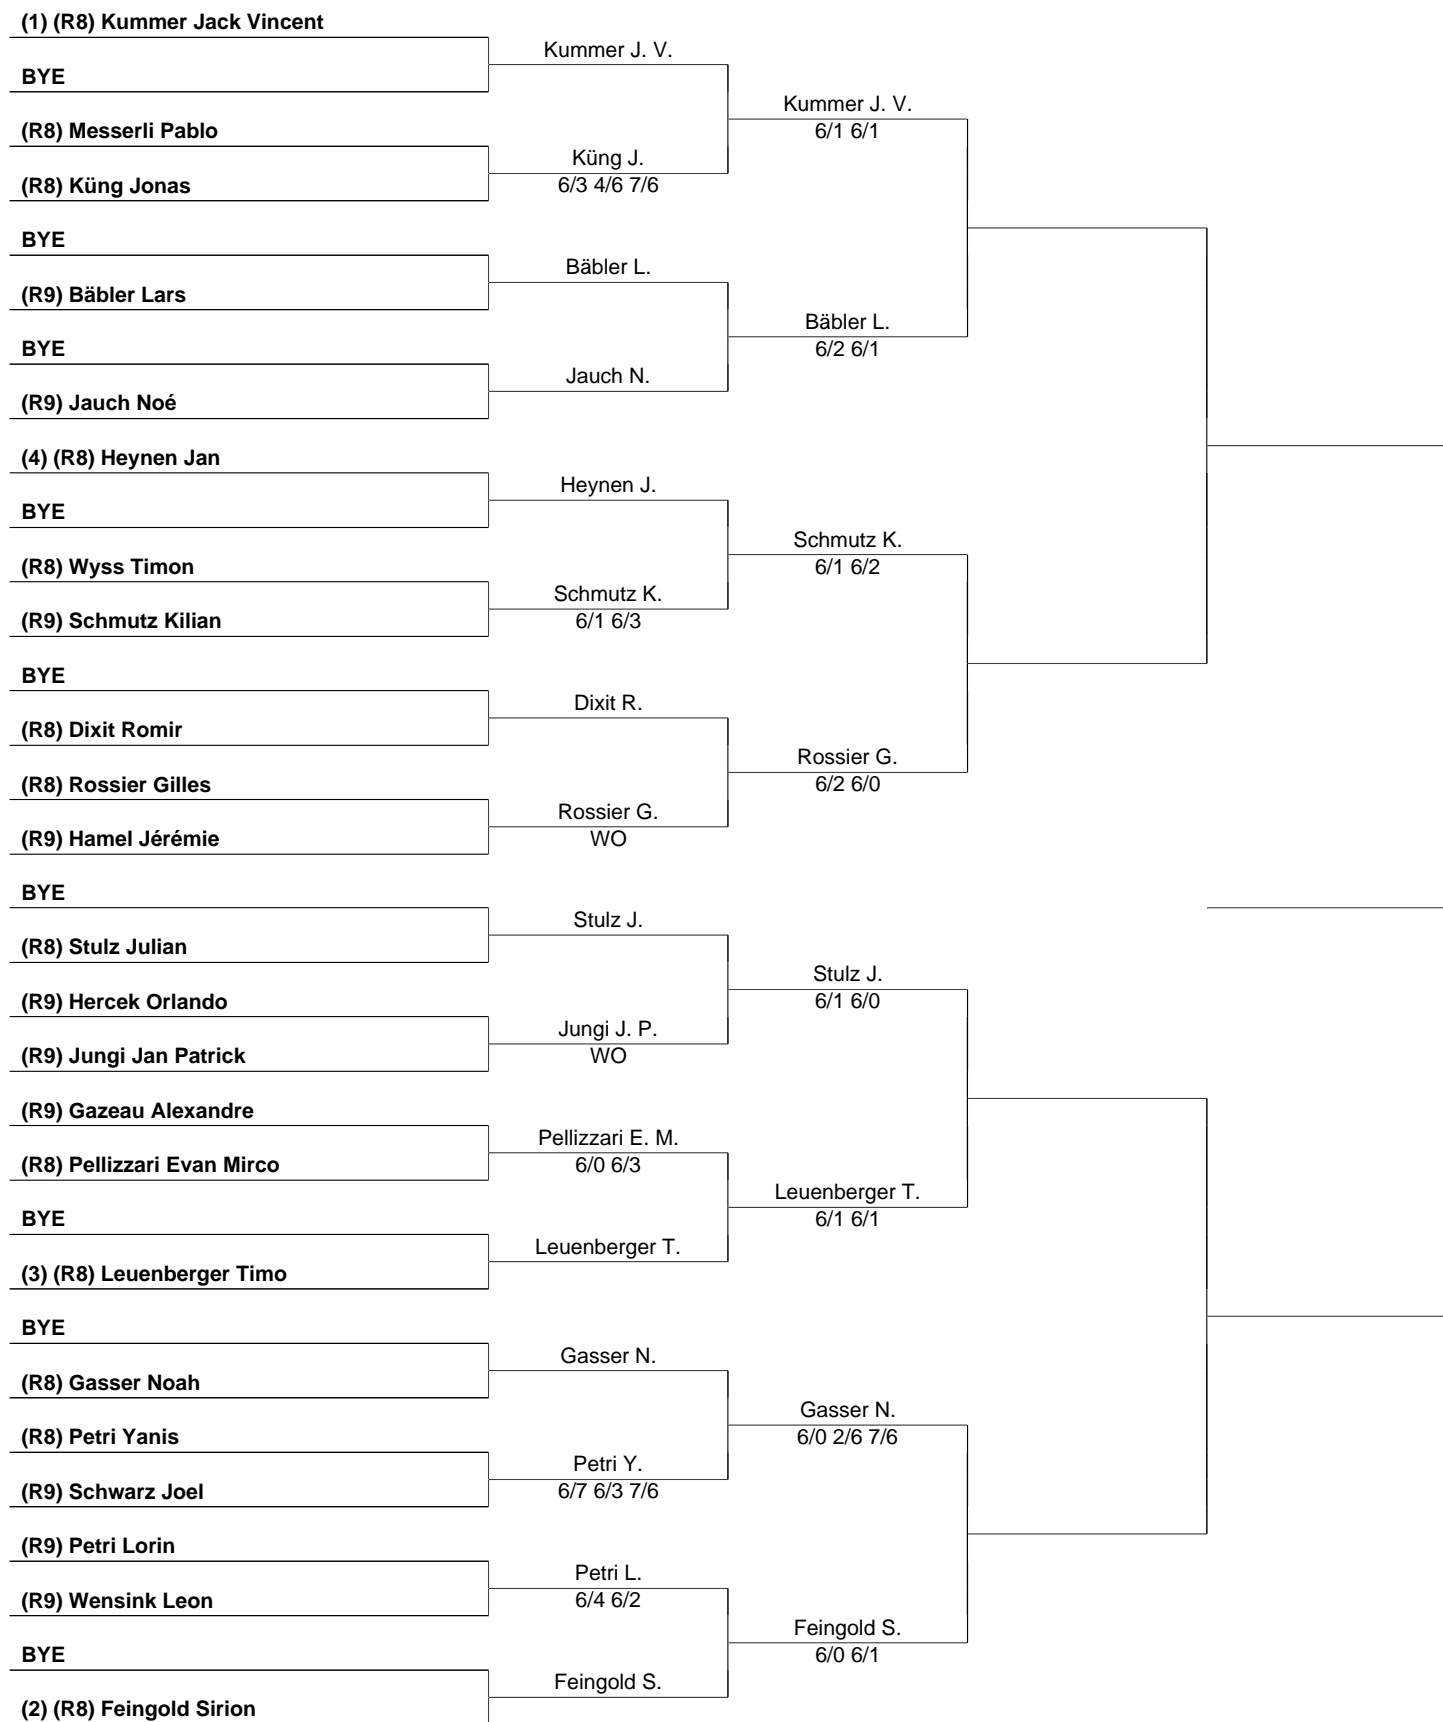 (1) (R8) Kummer Jack Vincent
Kummer J. V.
BYE
Kummer J. V.
6/1 6/1
(R8) Messerli Pablo
Küng J.
6/3 4/6 7/6
(R8) Küng Jonas
BYE
Bäbler L.
(R9) Bäbler Lars
Bäbler L.
6/2 6/1
BYE
Jauch N.
(R9) Jauch Noé
(4) (R8) Heynen Jan
Heynen J.
BYE
Schmutz K.
6/1 6/2
(R8) Wyss Timon
Schmutz K.
6/1 6/3
(R9) Schmutz Kilian
BYE
Dixit R.
(R8) Dixit Romir
Rossier G.
6/2 6/0
(R8) Rossier Gilles
Rossier G.
WO
(R9) Hamel Jérémie
BYE
Stulz J.
(R8) Stulz Julian
Stulz J.
6/1 6/0
(R9) Hercek Orlando
Jungi J. P.
WO
(R9) Jungi Jan Patrick
(R9) Gazeau Alexandre
Pellizzari E. M.
6/0 6/3
(R8) Pellizzari Evan Mirco
Leuenberger T.
6/1 6/1
BYE
Leuenberger T.
(3) (R8) Leuenberger Timo
BYE
Gasser N.
(R8) Gasser Noah
Gasser N.
6/0 2/6 7/6
(R8) Petri Yanis
Petri Y.
6/7 6/3 7/6
(R9) Schwarz Joel
(R9) Petri Lorin
Petri L.
6/4 6/2
(R9) Wensink Leon
Feingold S.
6/0 6/1
BYE
Feingold S.
(2) (R8) Feingold Sirion